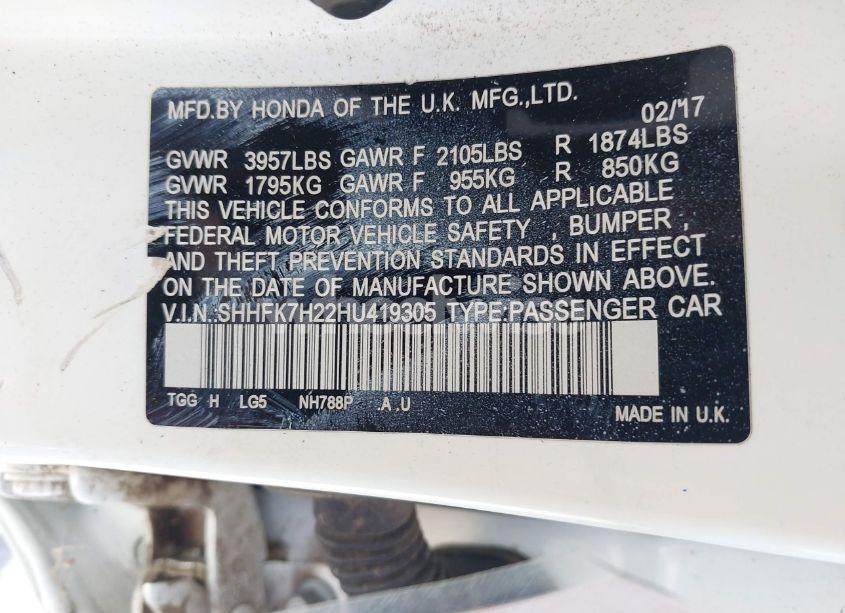 MFD.BY HONDA OF THE U.K. MFG.,LTD. 02/'17
GVWR 3957LBS GAWR F 2105LBS R 1874LBS
GVWR 1795KG GAWR F 955KG R 850KG
THIS VEHICLE CONFORMS TO ALL APPLICABLE
FEDERAL MOTOR VEHICLE SAFETY , BUMPER ,
AND THEFT PREVENTION STANDARDS IN EFFECT
ON THE DATE OF MANUFACTURE SHOWN ABOVE.
V.I.N.:SHHFK7H22HU419305 TYPE:PASSENGER CAR
TGG H LG5 NH788P .A .U
MADE IN U.K.